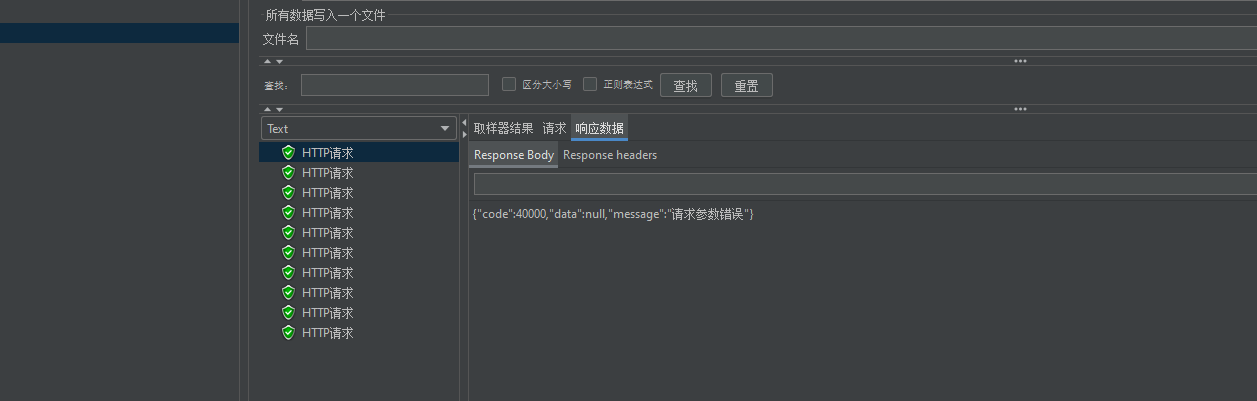 所有数据写入一个文件
文件名
查找： 区分大小写 正则表达式 查找 重置
Text
取样器结果 请求 响应数据
HTTP请求
Response Body Response headers
HTTP请求
HTTP请求
HTTP请求
{"code":40000,"data":null,"message":"请求参数错误"}
HTTP请求
HTTP请求
HTTP请求
HTTP请求
HTTP请求
HTTP请求